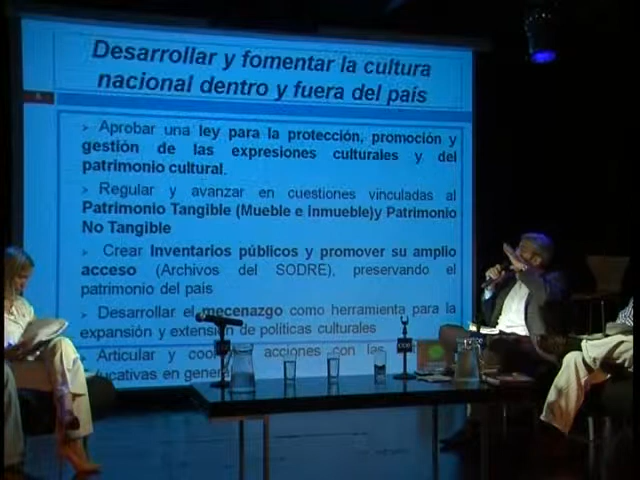 Desarrollar y fomentar la cultura
nacional dentro y fuera del país
➢ Aprobar una ley para la protección, promoción y
gestión de las expresiones culturales y del
patrimonio cultural.
➢ Regular y avanzar en cuestiones vinculadas al
Patrimonio Tangible (Mueble e Inmueble)y Patrimonio
No Tangible
➢ Crear Inventarios públicos y promover su amplio
acceso (Archivos del SODRE), preservando el
patrimonio del país
➢ Desarrollar el mecenazgo como herramienta para la
expansión y de políticas culturales
Articular y acciones con las
en